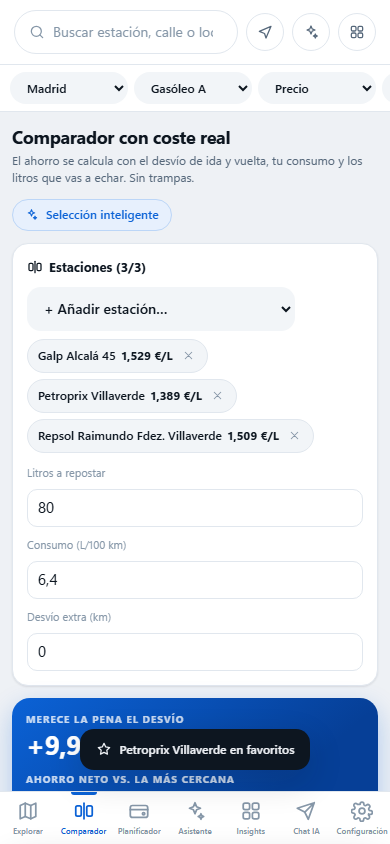 Buscar estación, calle o loc
Madrid
Gasóleo A
Precio
Comparador con coste real
El ahorro se calcula con el desvío de ida y vuelta, tu consumo y los
litros que vas a echar. Sin trampas.
Selección inteligente
Estaciones (3/3)
+ Añadir estación...
Galp Alcalá 45 1,529 €/L ×
Petroprix Villaverde 1,389 €/L ×
Repsol Raimundo Fdez. Villaverde 1,509 €/L ×
Litros a repostar
80
Consumo (L/100 km)
6,4
Desvío extra (km)
0
MERECE LA PENA EL DESVÍO
+9,9
Petroprix Villaverde en favoritos
AHORRO NETO VS. LA MÁS CERCANA
Explorar
Comparador
Planificador
Asistente
Insights
Chat IA
Configuración